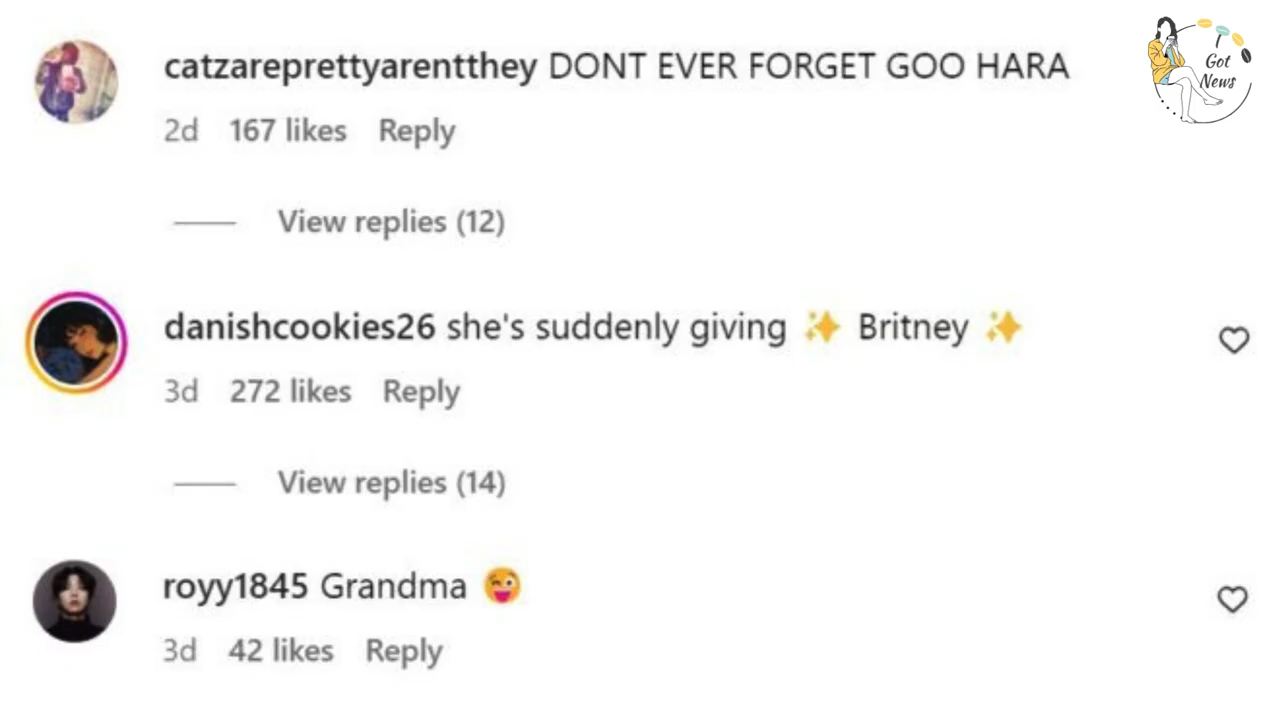 catzareprettyarentthey DONT EVER FORGET GOO HARA
2d 167 likes Reply
View replies (12)
danishcookies26 she's suddenly giving ✨ Britney ✨
3d 272 likes Reply
View replies (14)
royy1845 Grandma 😜
3d 42 likes Reply
I
Got
News